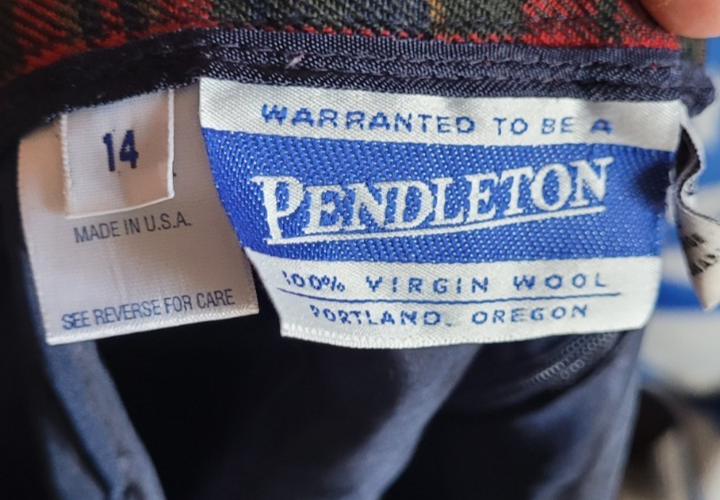 14
MADE IN U.S.A.
SEE REVERSE FOR CARE
WARRANTED TO BE A
PENDLETON
100% VIRGIN WOOL
PORTLAND, OREGON